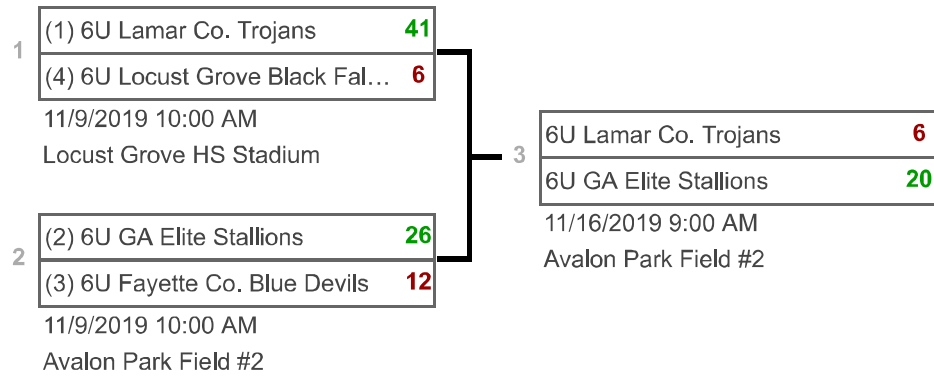 1
(1) 6U Lamar Co. Trojans 41
(4) 6U Locust Grove Black Fal... 6
11/9/2019 10:00 AM
Locust Grove HS Stadium
2
(2) 6U GA Elite Stallions 26
(3) 6U Fayette Co. Blue Devils 12
11/9/2019 10:00 AM
Avalon Park Field #2
3
6U Lamar Co. Trojans 6
6U GA Elite Stallions 20
11/16/2019 9:00 AM
Avalon Park Field #2